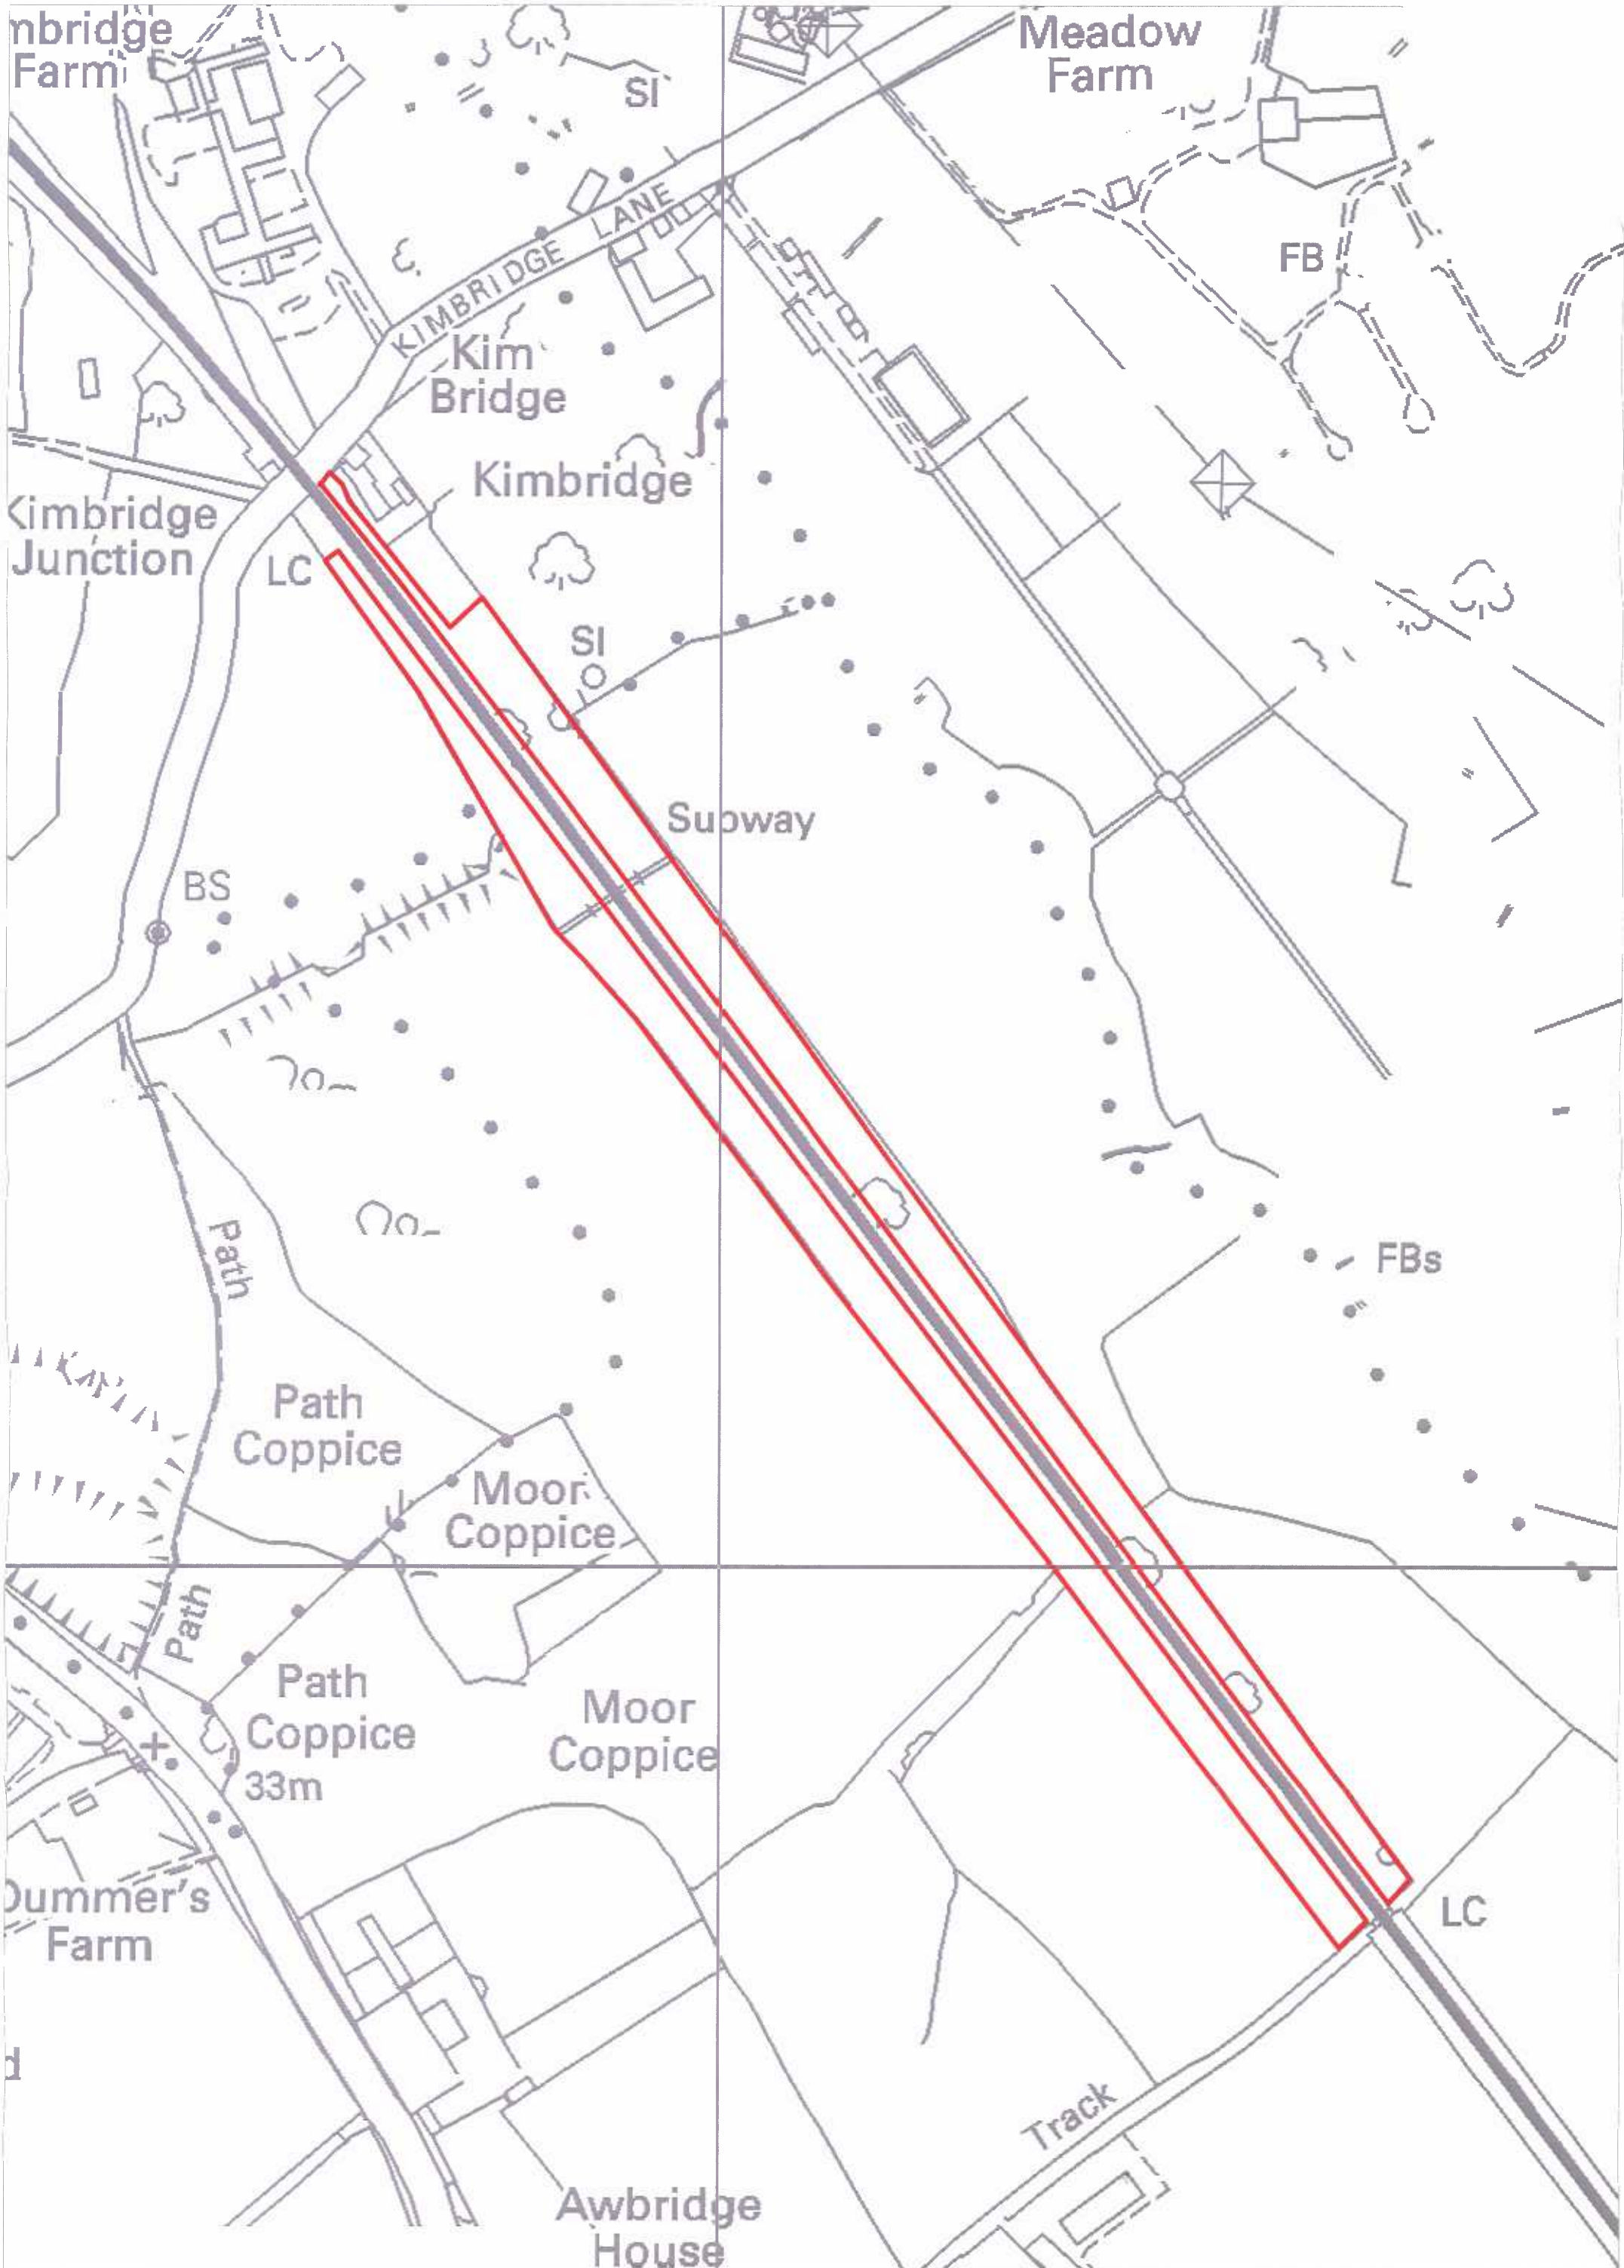 mbridge
Farm
SI
Meadow
Farm
KIMBRIDGE LANE
FB
Kim
Bridge
Kimbridge
Kimbridge
Junction
LC
SI
Subway
BS
Path
FBs
Path
Coppice
Moor
Coppice
Path
Path
Coppice
33m
Moor
Coppice
Dummer's
Farm
LC
d
Track
Awbridge
House